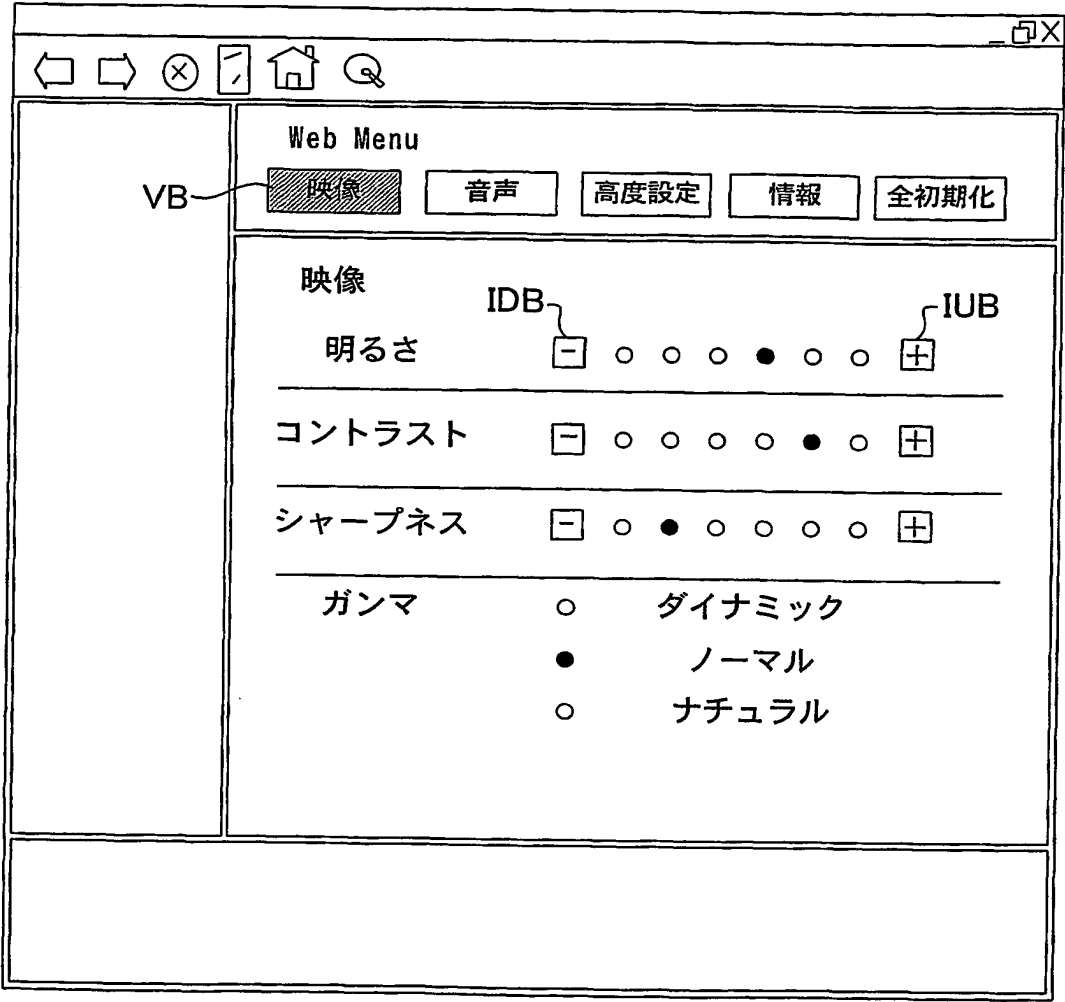 Web Menu
VB 映像 音声 高度設定 情報 全初期化
映像
IDB IUB
明るさ − +
コントラスト − +
シャープネス − +
ガンマ ダイナミック
ノーマル
ナチュラル